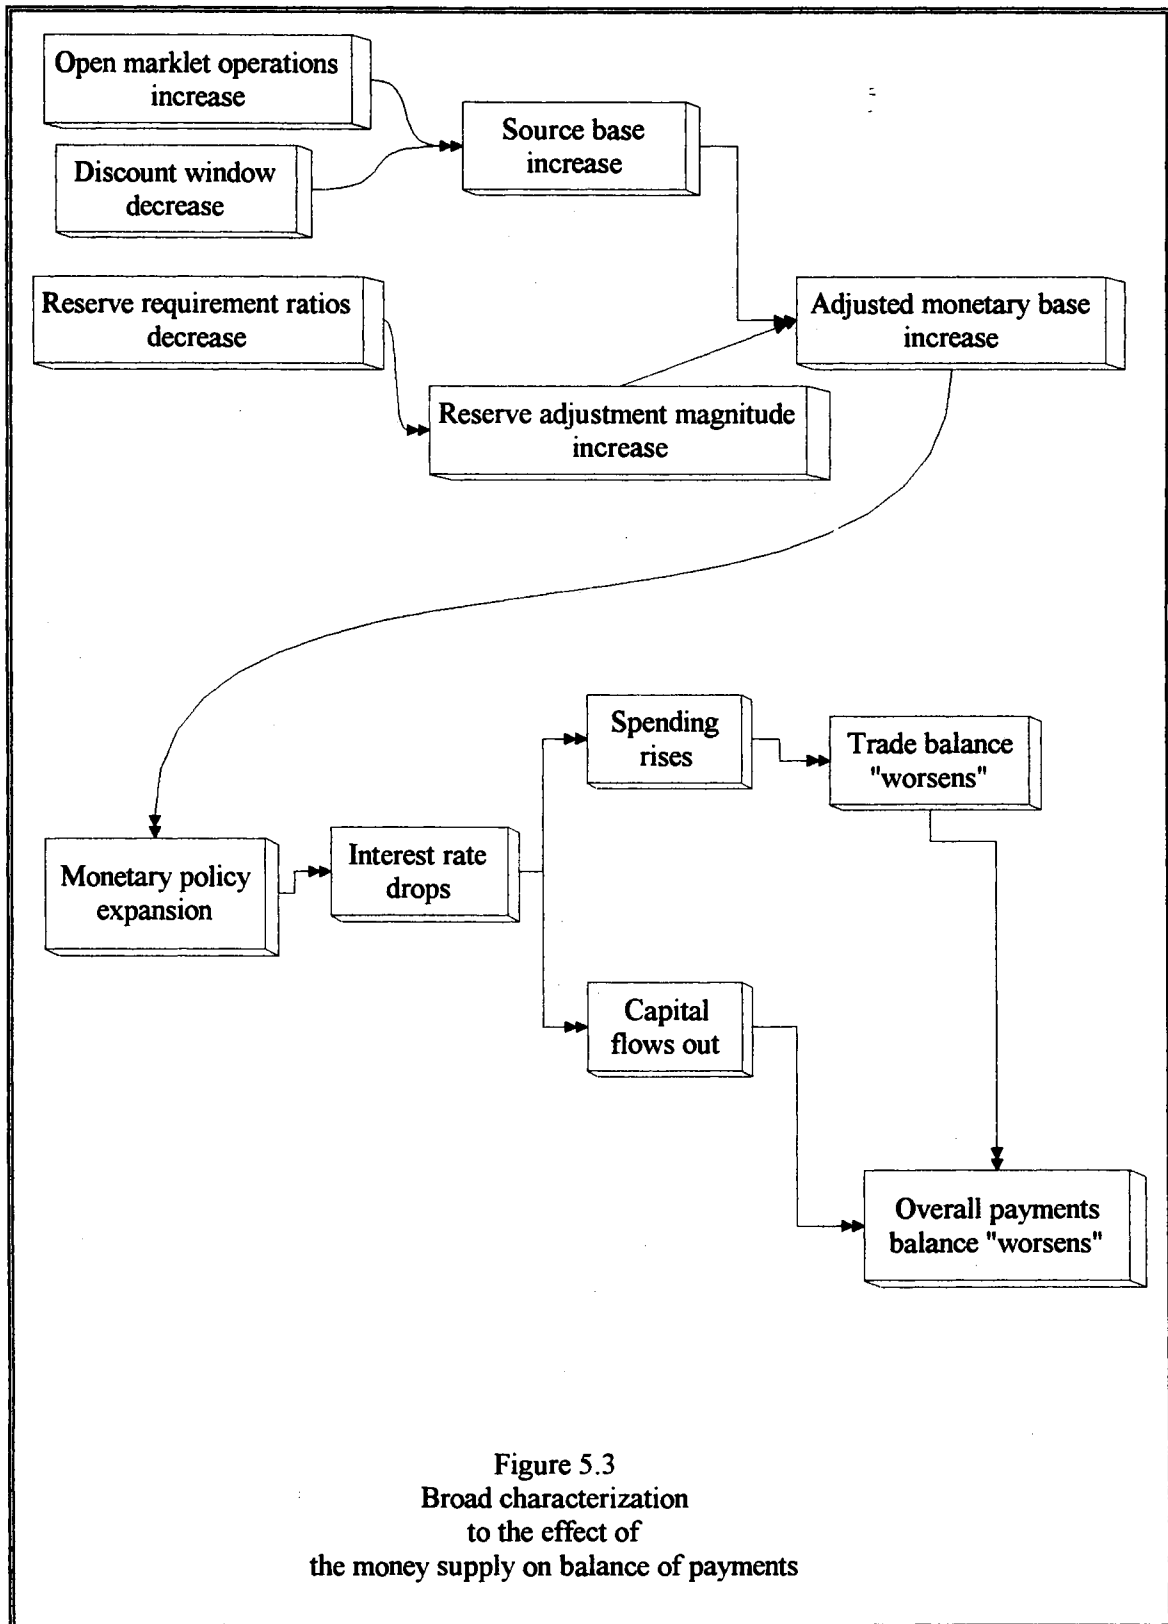 Open marklet operations
increase
Discount window
decrease
Source base
increase
Reserve requirement ratios
decrease
Adjusted monetary base
increase
Reserve adjustment magnitude
increase
Spending
rises
Trade balance
"worsens"
Monetary policy
expansion
Interest rate
drops
Capital
flows out
Overall payments
balance "worsens"
Figure 5.3
Broad characterization
to the effect of
the money supply on balance of payments